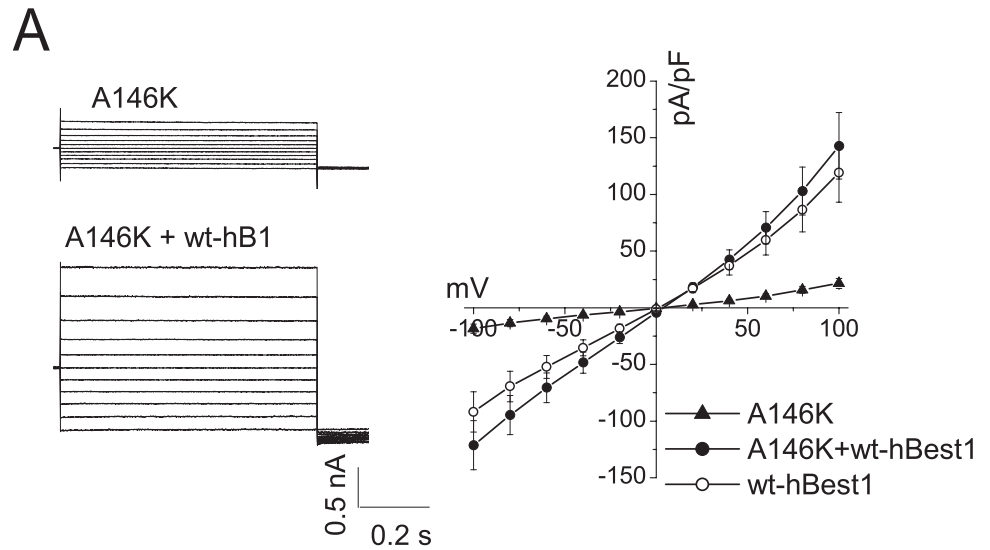 A
A146K
A146K + wt-hB1
0.5 nA
0.2 s
pA/pF
200
150
100
50
mV
-100
-50
50
100
-50
-100
-150
A146K
A146K+wt-hBest1
wt-hBest1